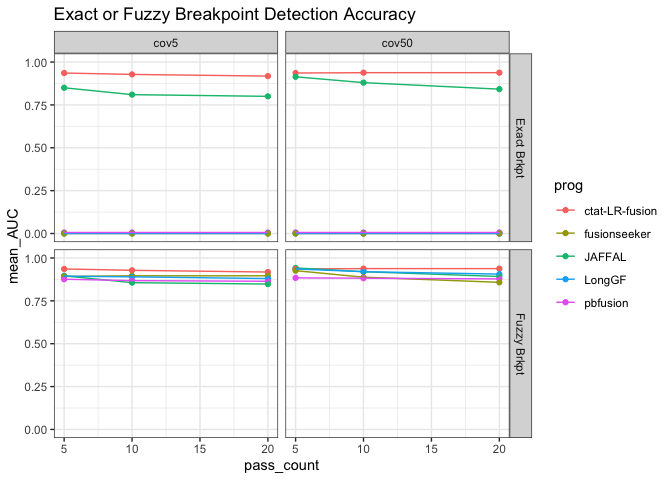 Exact or Fuzzy Breakpoint Detection Accuracy
cov5
cov50
1.00
0.75
0.50
0.25
0.00
Exact Brkpt
1.00
0.75
0.50
0.25
0.00
Fuzzy Brkpt
mean_AUC
5
10
15
20
5
10
15
20
pass_count
prog
ctat-LR-fusion
fusionseeker
JAFFAL
LongGF
pbfusion